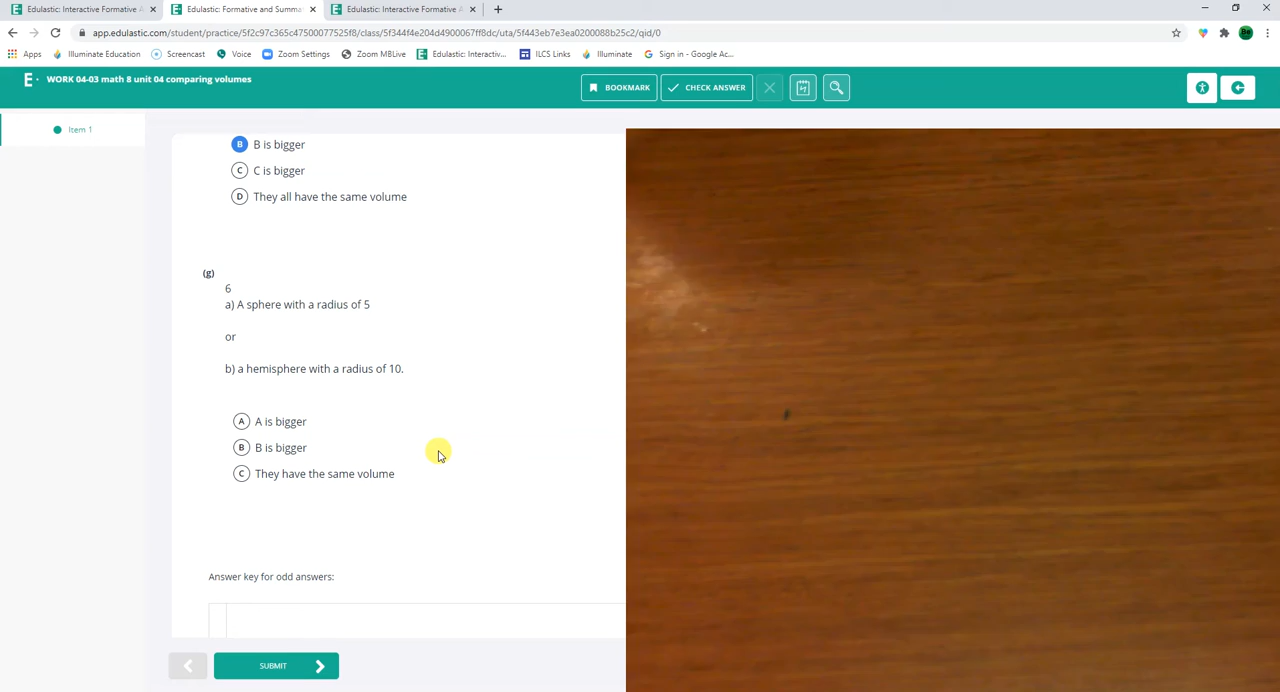 Edulastic: Interactive Formative A
Edulastic: Formative and Summa
Edulastic: Interactive Formative A
app.edulastic.com/student/practice/5f2c97c365c47500077525f8/class/5f344f4e204d4900067ff8dc/uta/5f443eb7e3ea0200088b25c2/qid/0
Apps
Illuminate Education
Screencast
Voice
Zoom Settings
Zoom MBLive
Edulastic: Interactiv...
ILCS Links
Illuminate
Sign in - Google Ac...
WORK 04-03 math 8 unit 04 comparing volumes
BOOKMARK
CHECK ANSWER
Item 1
B B is bigger
C C is bigger
D They all have the same volume
(g)
6
a) A sphere with a radius of 5
or
b) a hemisphere with a radius of 10.
A A is bigger
B B is bigger
C They have the same volume
Answer key for odd answers:
SUBMIT